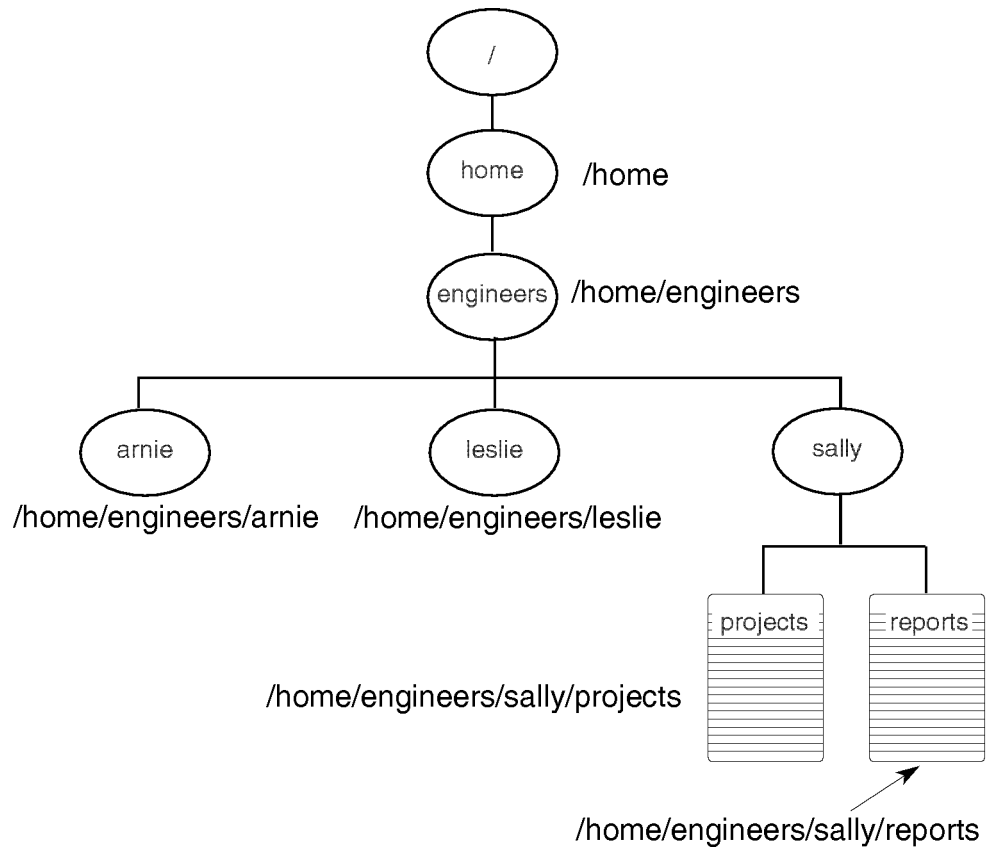 /
home
/home
engineers
/home/engineers
arnie
leslie
sally
/home/engineers/arnie
/home/engineers/leslie
projects
reports
/home/engineers/sally/projects
/home/engineers/sally/reports